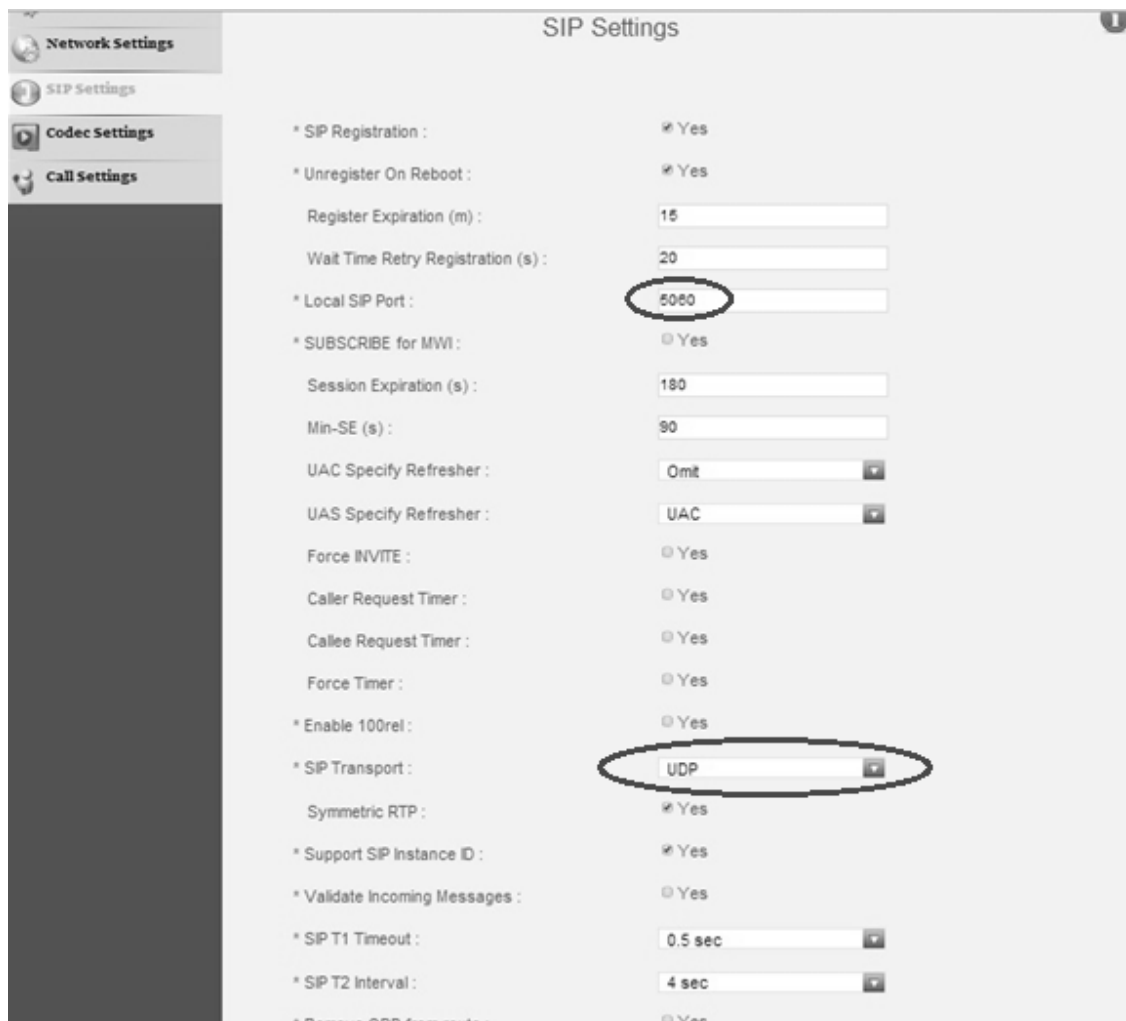 SIP Settings
Network Settings
SIP Settings
Codec Settings
Call Settings
* SIP Registration : Yes
* Unregister On Reboot : Yes
Register Expiration (m) : 15
Wait Time Retry Registration (s) : 20
* Local SIP Port : 5060
* SUBSCRIBE for MWI : Yes
Session Expiration (s) : 180
Min-SE (s) : 90
UAC Specify Refresher : Omit
UAS Specify Refresher : UAC
Force INVITE : Yes
Caller Request Timer : Yes
Callee Request Timer : Yes
Force Timer : Yes
* Enable 100rel : Yes
* SIP Transport : UDP
Symmetric RTP : Yes
* Support SIP Instance ID : Yes
* Validate Incoming Messages : Yes
* SIP T1 Timeout : 0.5 sec
* SIP T2 Interval : 4 sec